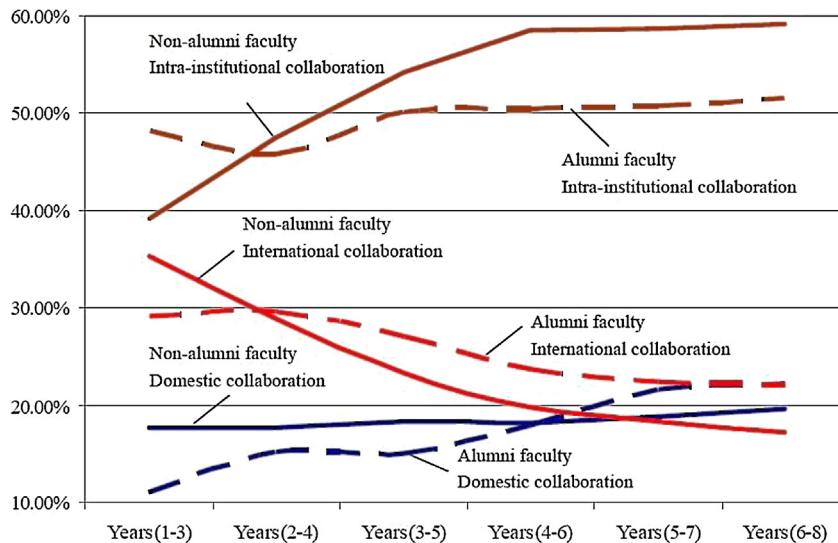 60.00%
Non-alumni faculty
Intra-institutional collaboration
50.00%
Alumni faculty
Intra-institutional collaboration
40.00%
Non-alumni faculty
International collaboration
30.00%
Alumni faculty
International collaboration
Non-alumni faculty
Domestic collaboration
20.00%
Alumni faculty
Domestic collaboration
10.00%
Years(1-3) Years(2-4) Years(3-5) Years(4-6) Years(5-7) Years(6-8)